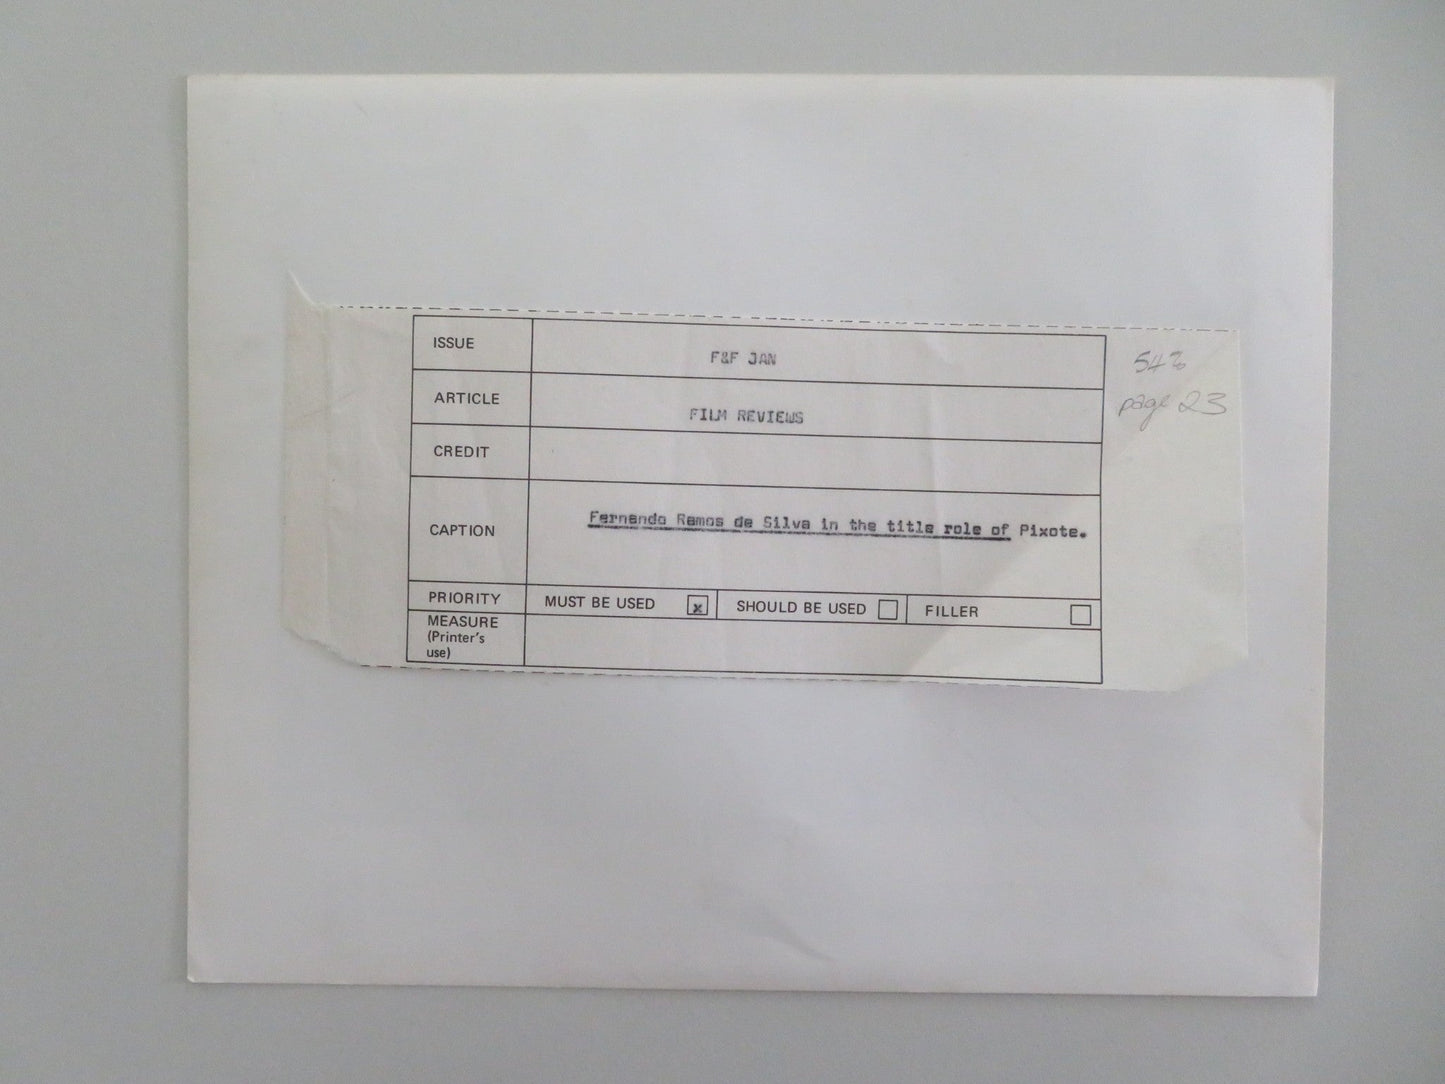 ISSUE F&F JAN
ARTICLE FILM REVIEWS
CREDIT
CAPTION Fernando Ramos de Silva in the title role of Pixote.
PRIORITY MUST BE USED x SHOULD BE USED FILLER
MEASURE
(Printer's
use)
54%
page 23